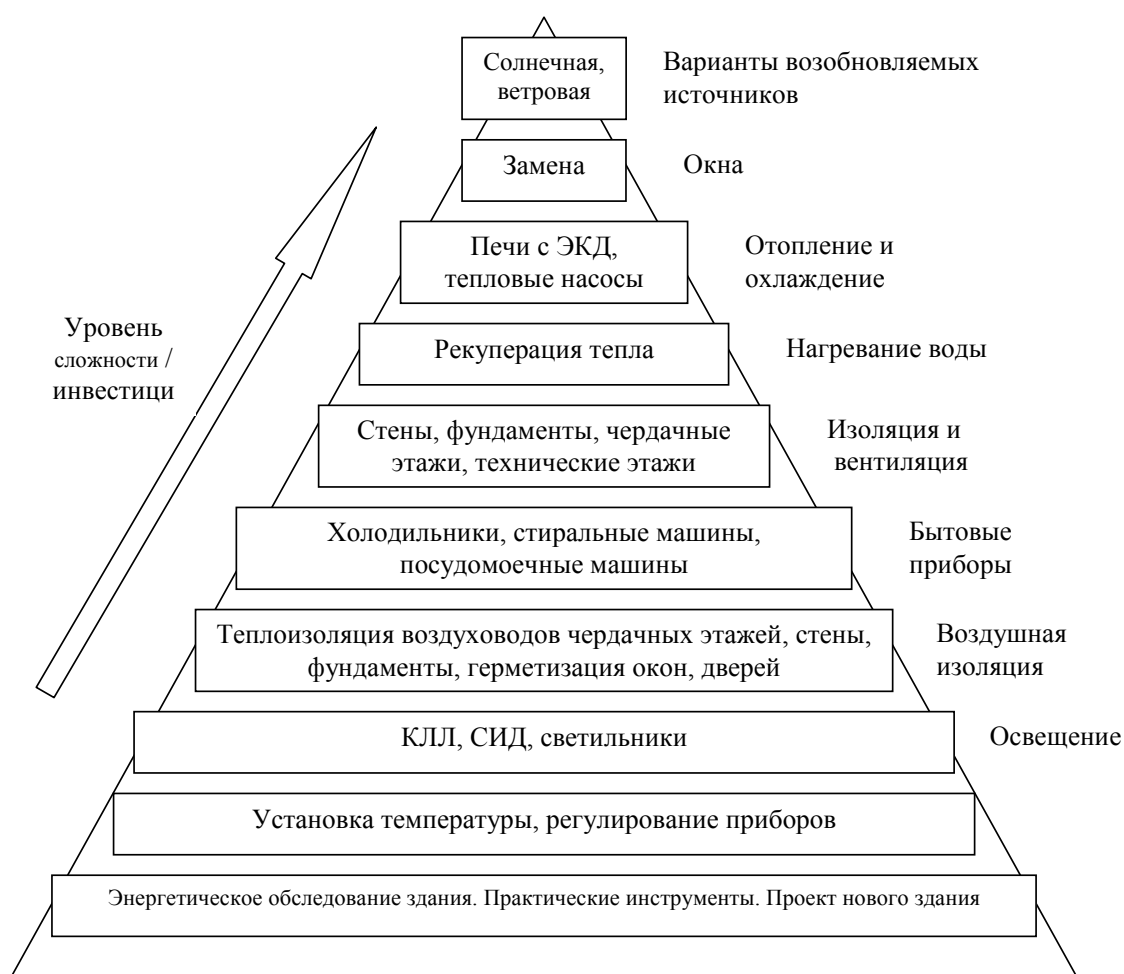 Солнечная,
ветровая
Варианты возобновляемых
источников
Замена
Окна
Печи с ЭКД,
тепловые насосы
Отопление и
охлаждение
Уровень
сложности /
инвестици
Рекуперация тепла
Нагревание воды
Стены, фундаменты, чердачные
этажи, технические этажи
Изоляция и
вентиляция
Холодильники, стиральные машины,
посудомоечные машины
Бытовые
приборы
Теплоизоляция воздуховодов чердачных этажей, стены,
фундаменты, герметизация окон, дверей
Воздушная
изоляция
КЛЛ, СИД, светильники
Освещение
Установка температуры, регулирование приборов
Энергетическое обследование здания. Практические инструменты. Проект нового здания